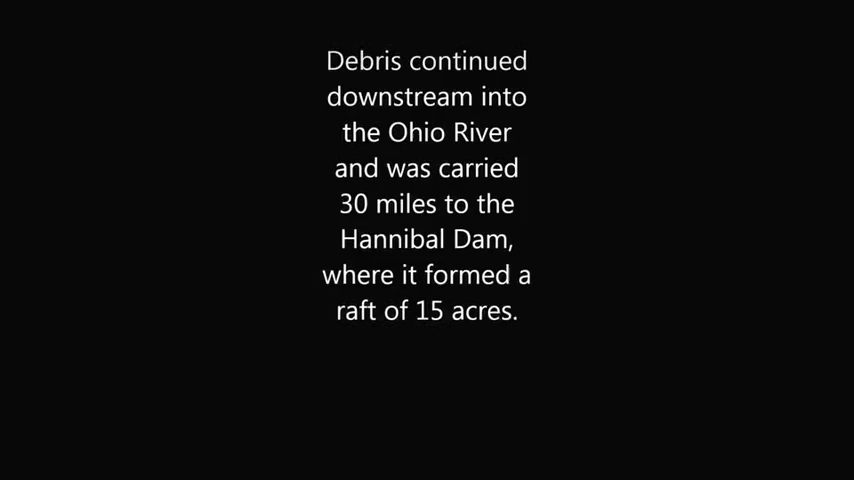 Debris continued
downstream into
the Ohio River
and was carried
30 miles to the
Hannibal Dam,
where it formed a
raft of 15 acres.